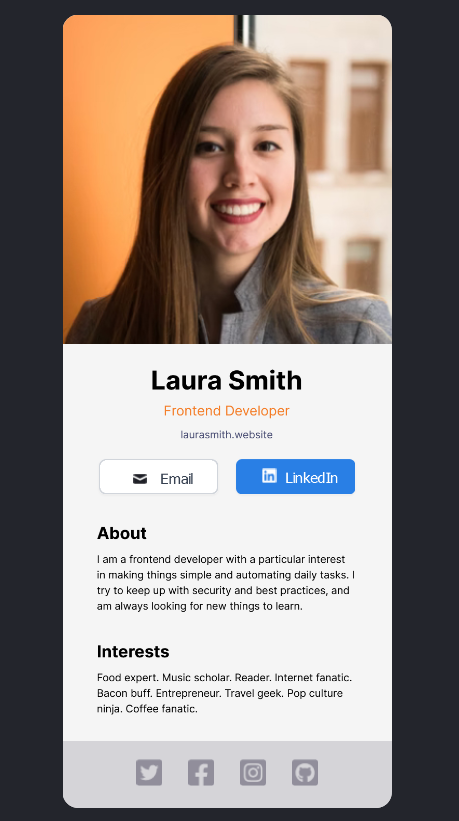 Laura Smith
Frontend Developer
laurasmith.website
Email
LinkedIn
About
I am a frontend developer with a particular interest
in making things simple and automating daily tasks. I
try to keep up with security and best practices, and
am always looking for new things to learn.
Interests
Food expert. Music scholar. Reader. Internet fanatic.
Bacon buff. Entrepreneur. Travel geek. Pop culture
ninja. Coffee fanatic.